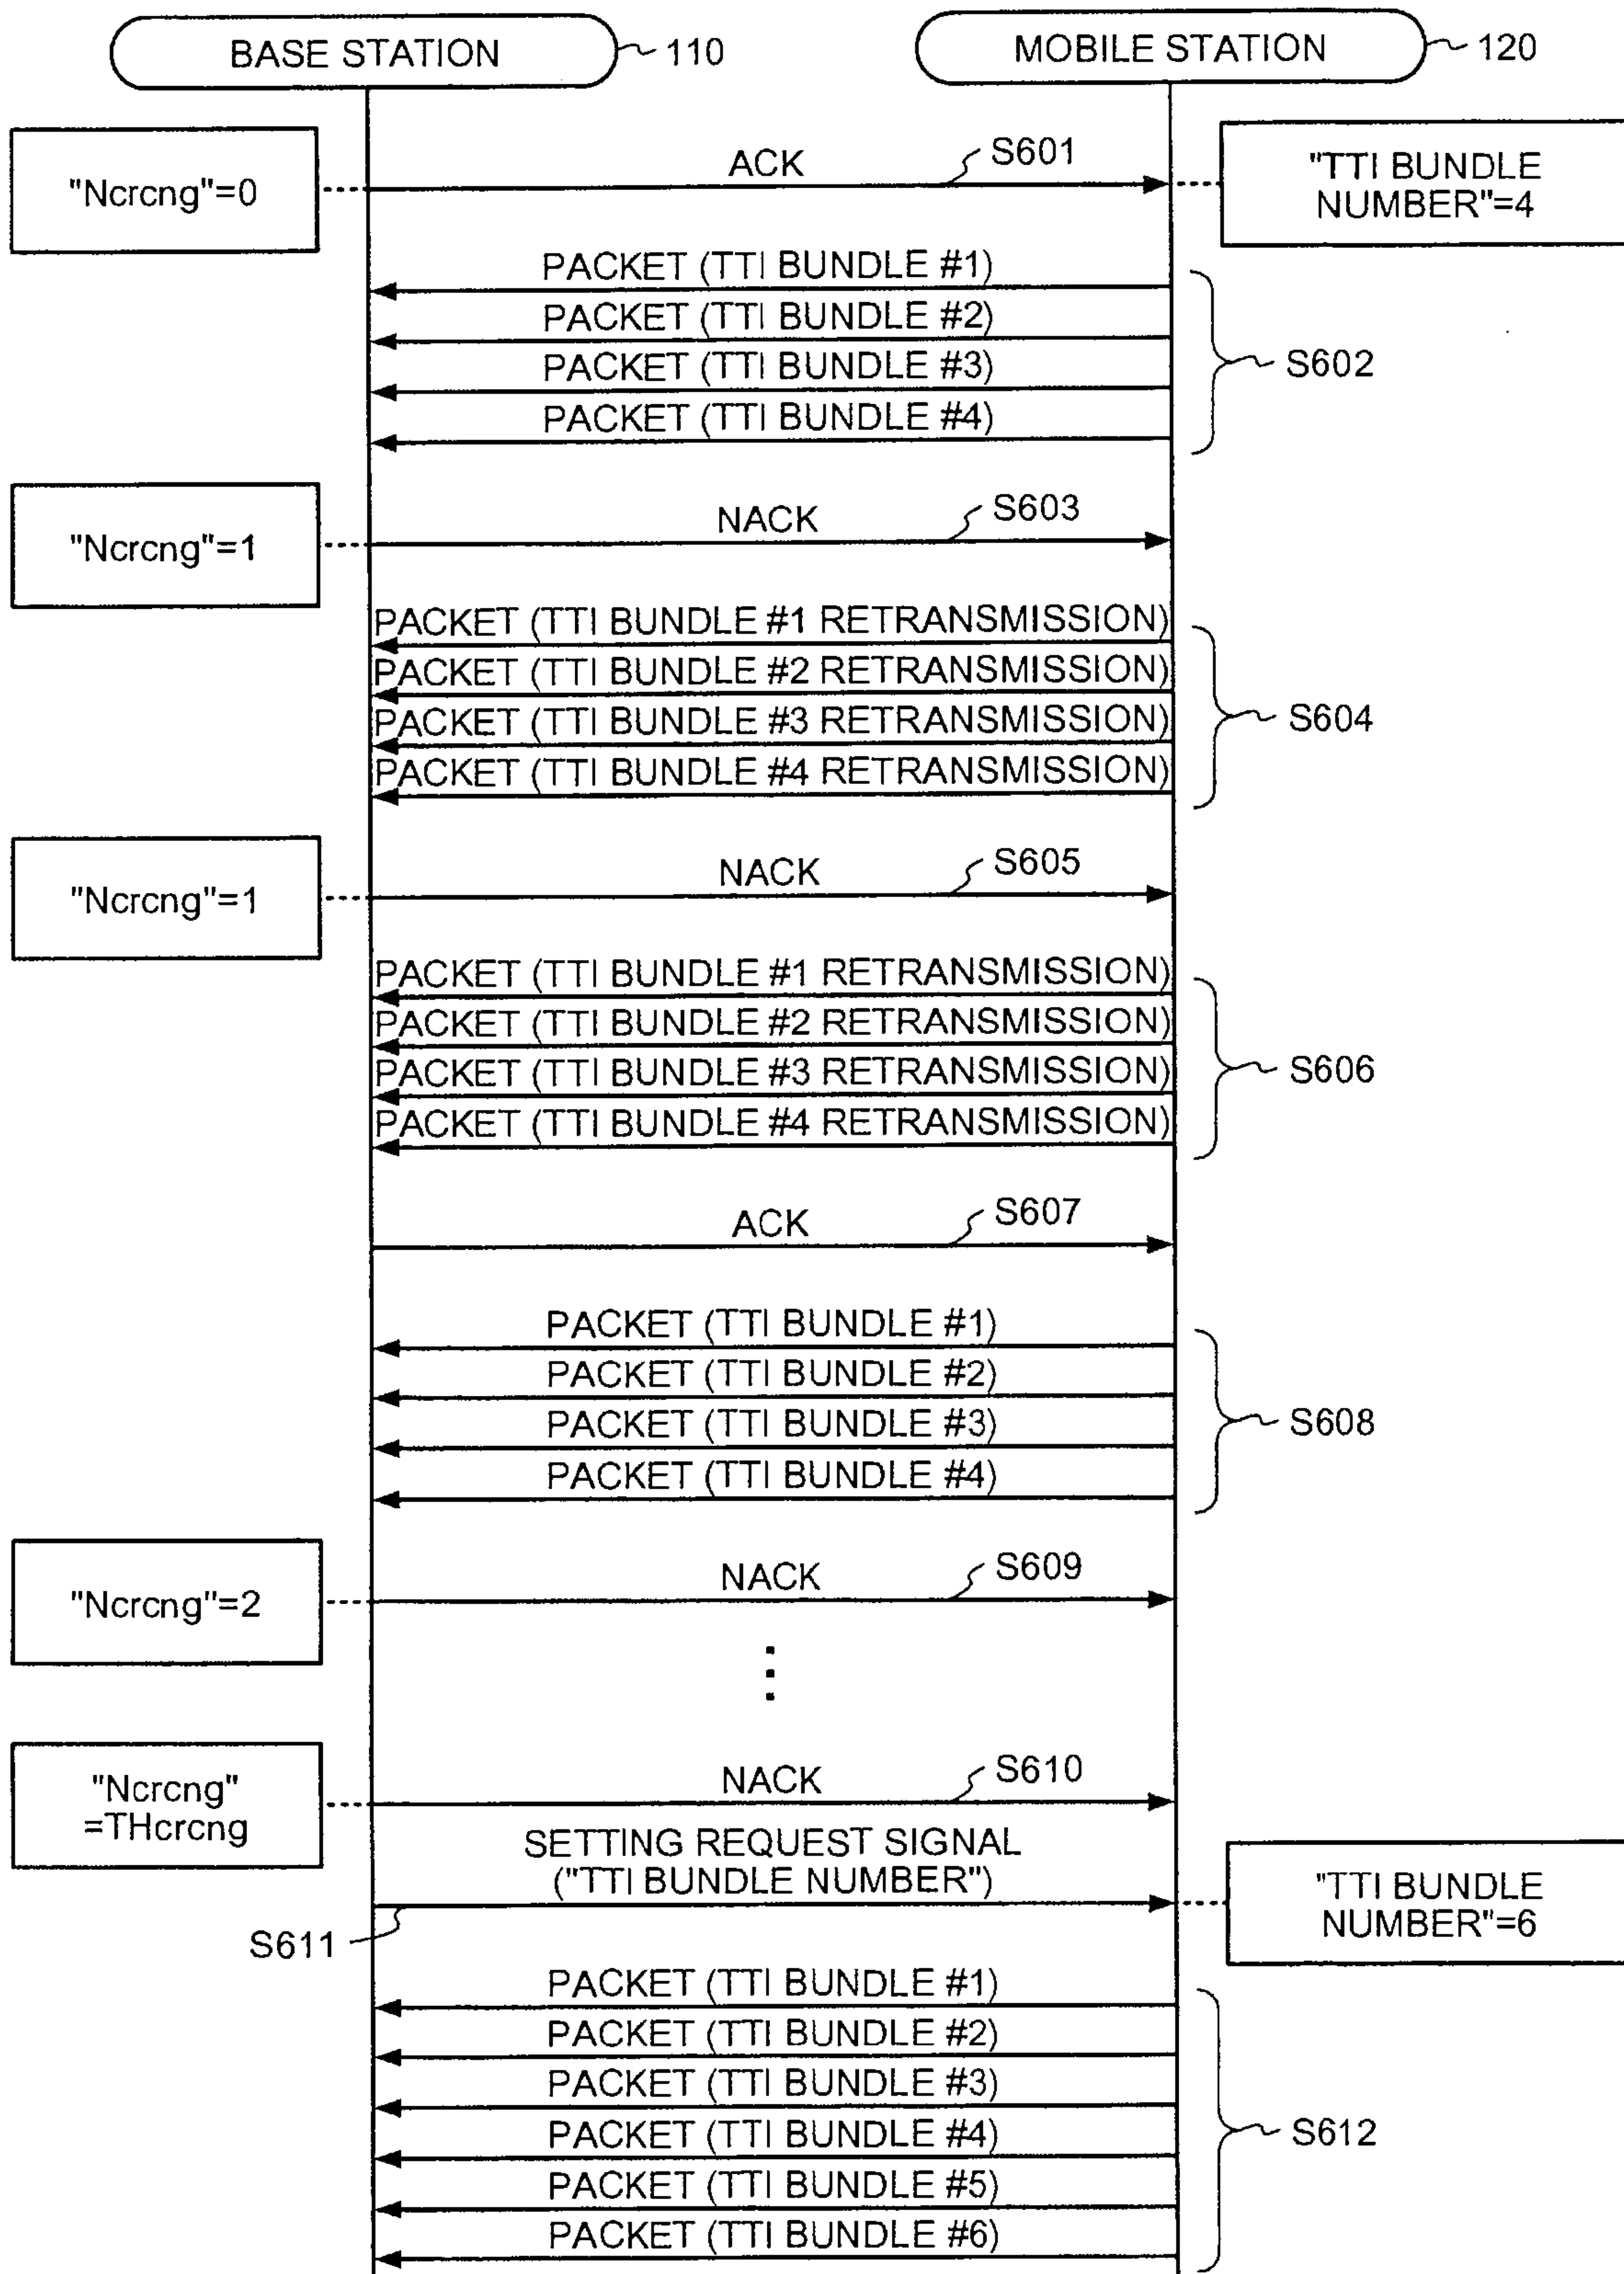 BASE STATION
110
MOBILE STATION
120
"Ncrcng"=0
ACK
S601
"TTI BUNDLE
NUMBER"=4
PACKET (TTI BUNDLE #1)
PACKET (TTI BUNDLE #2)
PACKET (TTI BUNDLE #3)
PACKET (TTI BUNDLE #4)
S602
"Ncrcng"=1
NACK
S603
PACKET (TTI BUNDLE #1 RETRANSMISSION)
PACKET (TTI BUNDLE #2 RETRANSMISSION)
PACKET (TTI BUNDLE #3 RETRANSMISSION)
PACKET (TTI BUNDLE #4 RETRANSMISSION)
S604
"Ncrcng"=1
NACK
S605
PACKET (TTI BUNDLE #1 RETRANSMISSION)
PACKET (TTI BUNDLE #2 RETRANSMISSION)
PACKET (TTI BUNDLE #3 RETRANSMISSION)
PACKET (TTI BUNDLE #4 RETRANSMISSION)
S606
ACK
S607
PACKET (TTI BUNDLE #1)
PACKET (TTI BUNDLE #2)
PACKET (TTI BUNDLE #3)
PACKET (TTI BUNDLE #4)
S608
"Ncrcng"=2
NACK
S609
"Ncrcng"
=THcrcng
NACK
S610
SETTING REQUEST SIGNAL
("TTI BUNDLE NUMBER")
S611
"TTI BUNDLE
NUMBER"=6
PACKET (TTI BUNDLE #1)
PACKET (TTI BUNDLE #2)
PACKET (TTI BUNDLE #3)
PACKET (TTI BUNDLE #4)
PACKET (TTI BUNDLE #5)
PACKET (TTI BUNDLE #6)
S612